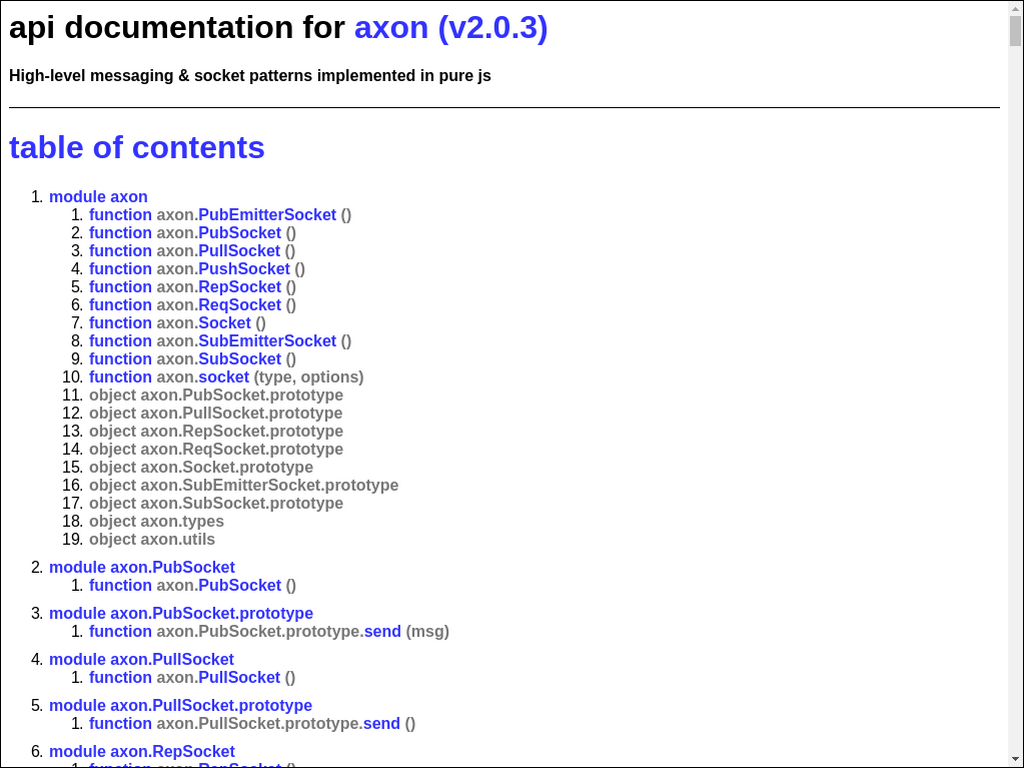 api documentation for axon (v2.0.3)
High-level messaging & socket patterns implemented in pure js
table of contents
1. module axon
1. function axon.PubEmitterSocket ()
2. function axon.PubSocket ()
3. function axon.PullSocket ()
4. function axon.PushSocket ()
5. function axon.RepSocket ()
6. function axon.ReqSocket ()
7. function axon.Socket ()
8. function axon.SubEmitterSocket ()
9. function axon.SubSocket ()
10. function axon.socket (type, options)
11. object axon.PubSocket.prototype
12. object axon.PullSocket.prototype
13. object axon.RepSocket.prototype
14. object axon.ReqSocket.prototype
15. object axon.Socket.prototype
16. object axon.SubEmitterSocket.prototype
17. object axon.SubSocket.prototype
18. object axon.types
19. object axon.utils
2. module axon.PubSocket
1. function axon.PubSocket ()
3. module axon.PubSocket.prototype
1. function axon.PubSocket.prototype.send (msg)
4. module axon.PullSocket
1. function axon.PullSocket ()
5. module axon.PullSocket.prototype
1. function axon.PullSocket.prototype.send ()
6. module axon.RepSocket
1. function axon.RepSocket ()